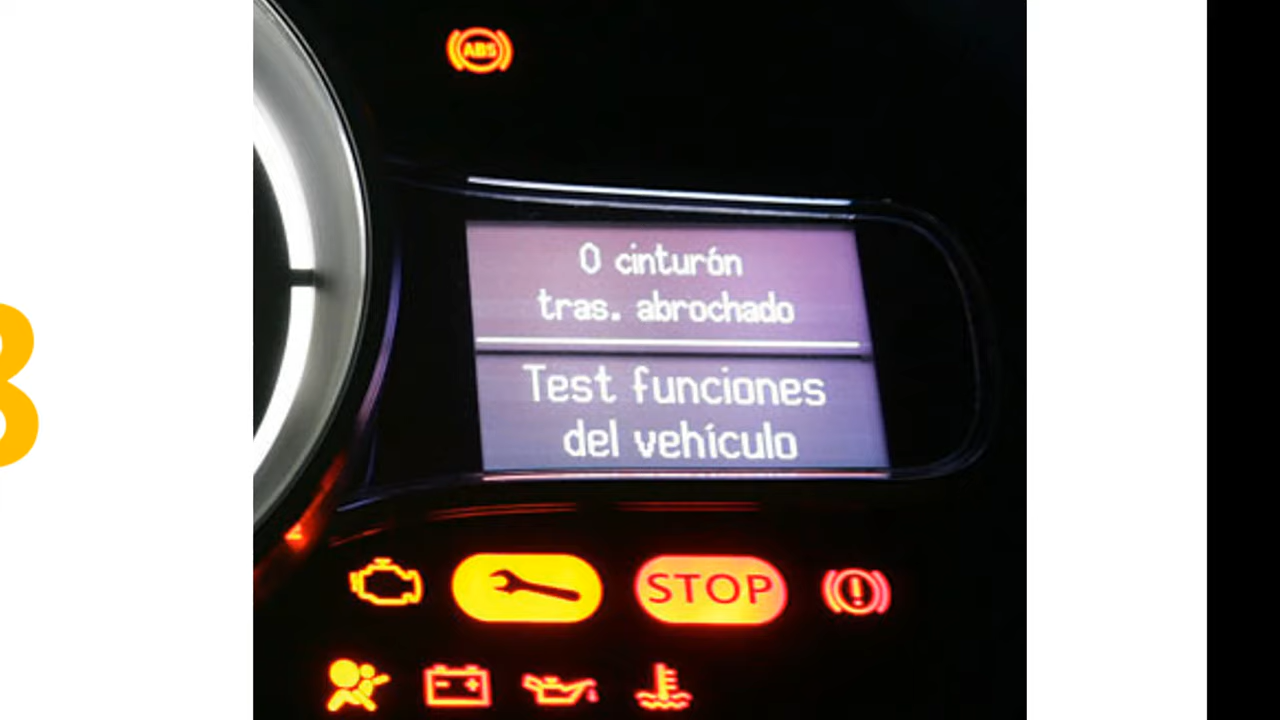 ABS
0 cinturón
tras. abrochado
Test funciones
del vehículo
STOP